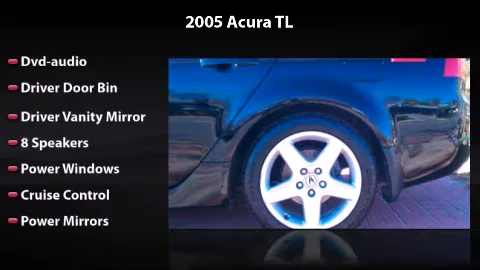 2005 Acura TL
Dvd-audio
Driver Door Bin
Driver Vanity Mirror
8 Speakers
Power Windows
Cruise Control
Power Mirrors